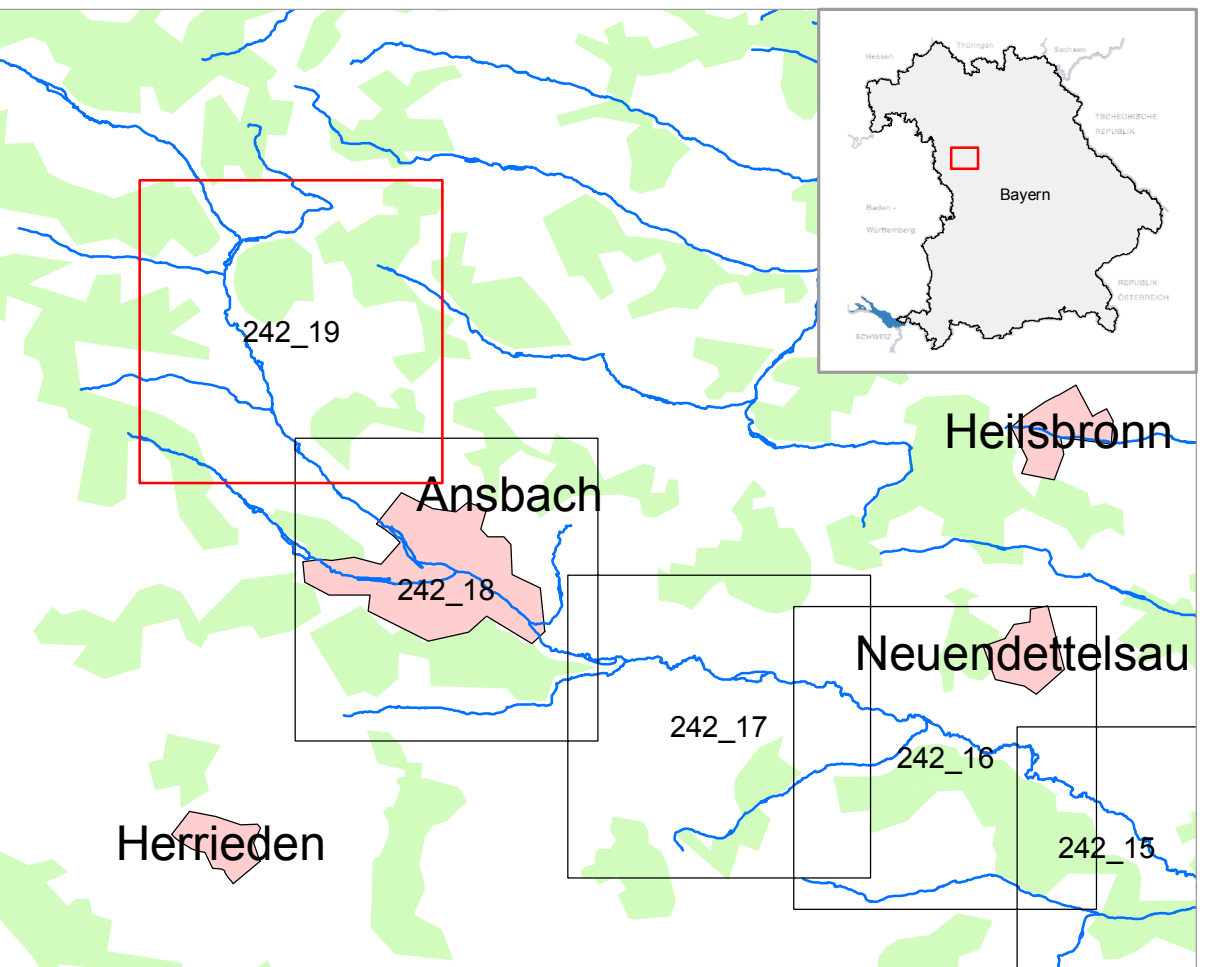 Hessen
Thüringen
Sachsen
TSCHECHISCHE
REPUBLIK
Bayern
Baden -
Württemberg
REPUBLIK
ÖSTERREICH
SCHWEIZ
242_19
Heilsbronn
Ansbach
242_18
Neuendettelsau
242_17
242_16
Herrieden
242_15